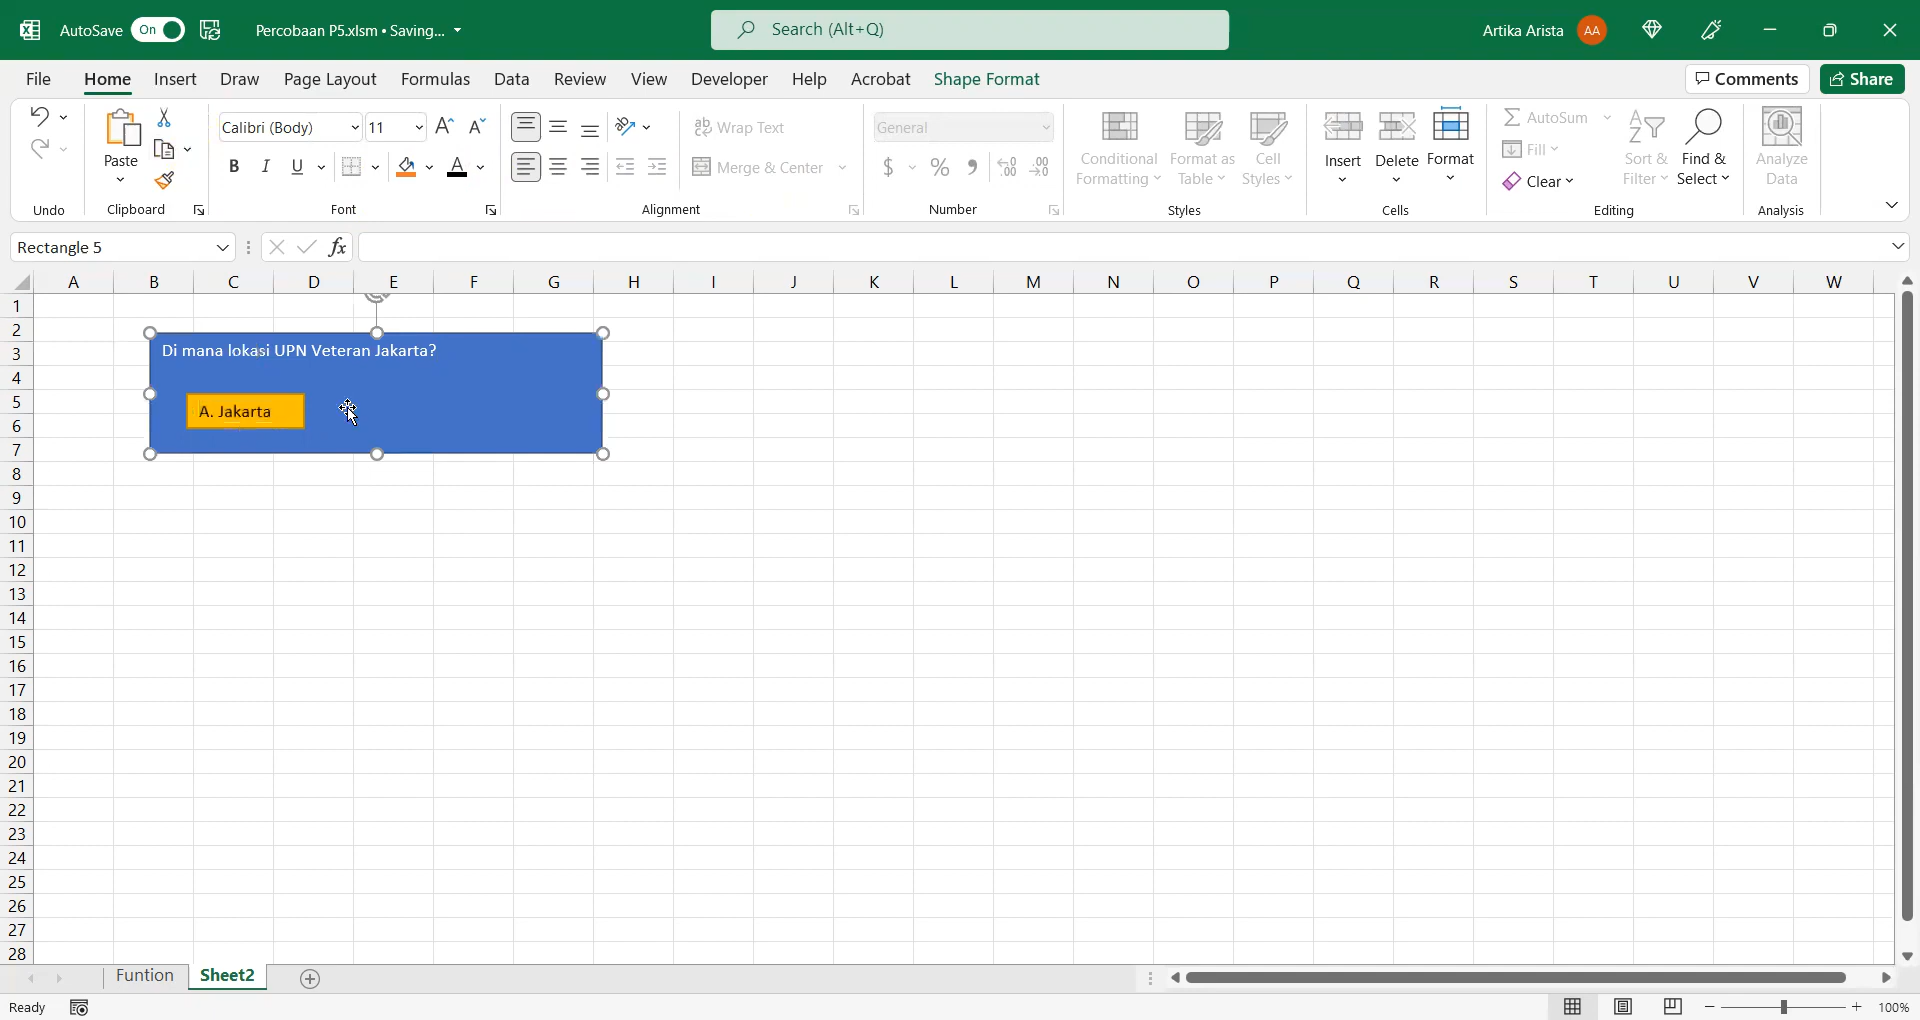 AutoSave On Percobaan P5.xlsm • Saving... Search (Alt+Q) Artika Arista AA
File Home Insert Draw Page Layout Formulas Data Review View Developer Help Acrobat Shape Format Comments Share
Calibri (Body) 11 ab Wrap Text General AutoSum
Paste B I U A Merge & Center $ % , .00 Conditional Formatting Format as Table Cell Styles Insert Delete Format Fill Clear Sort & Filter Find & Select Analyze Data
Undo Clipboard Font Alignment Number Styles Cells Editing Analysis
Rectangle 5 fx
A B C D E F G H I J K L M N O P Q R S T U V W
1
2
3 Di mana lokasi UPN Veteran Jakarta?
4
5 A. Jakarta
6
7
8
9
10
11
12
13
14
15
16
17
18
19
20
21
22
23
24
25
26
27
28
Funtion Sheet2
Ready 100%